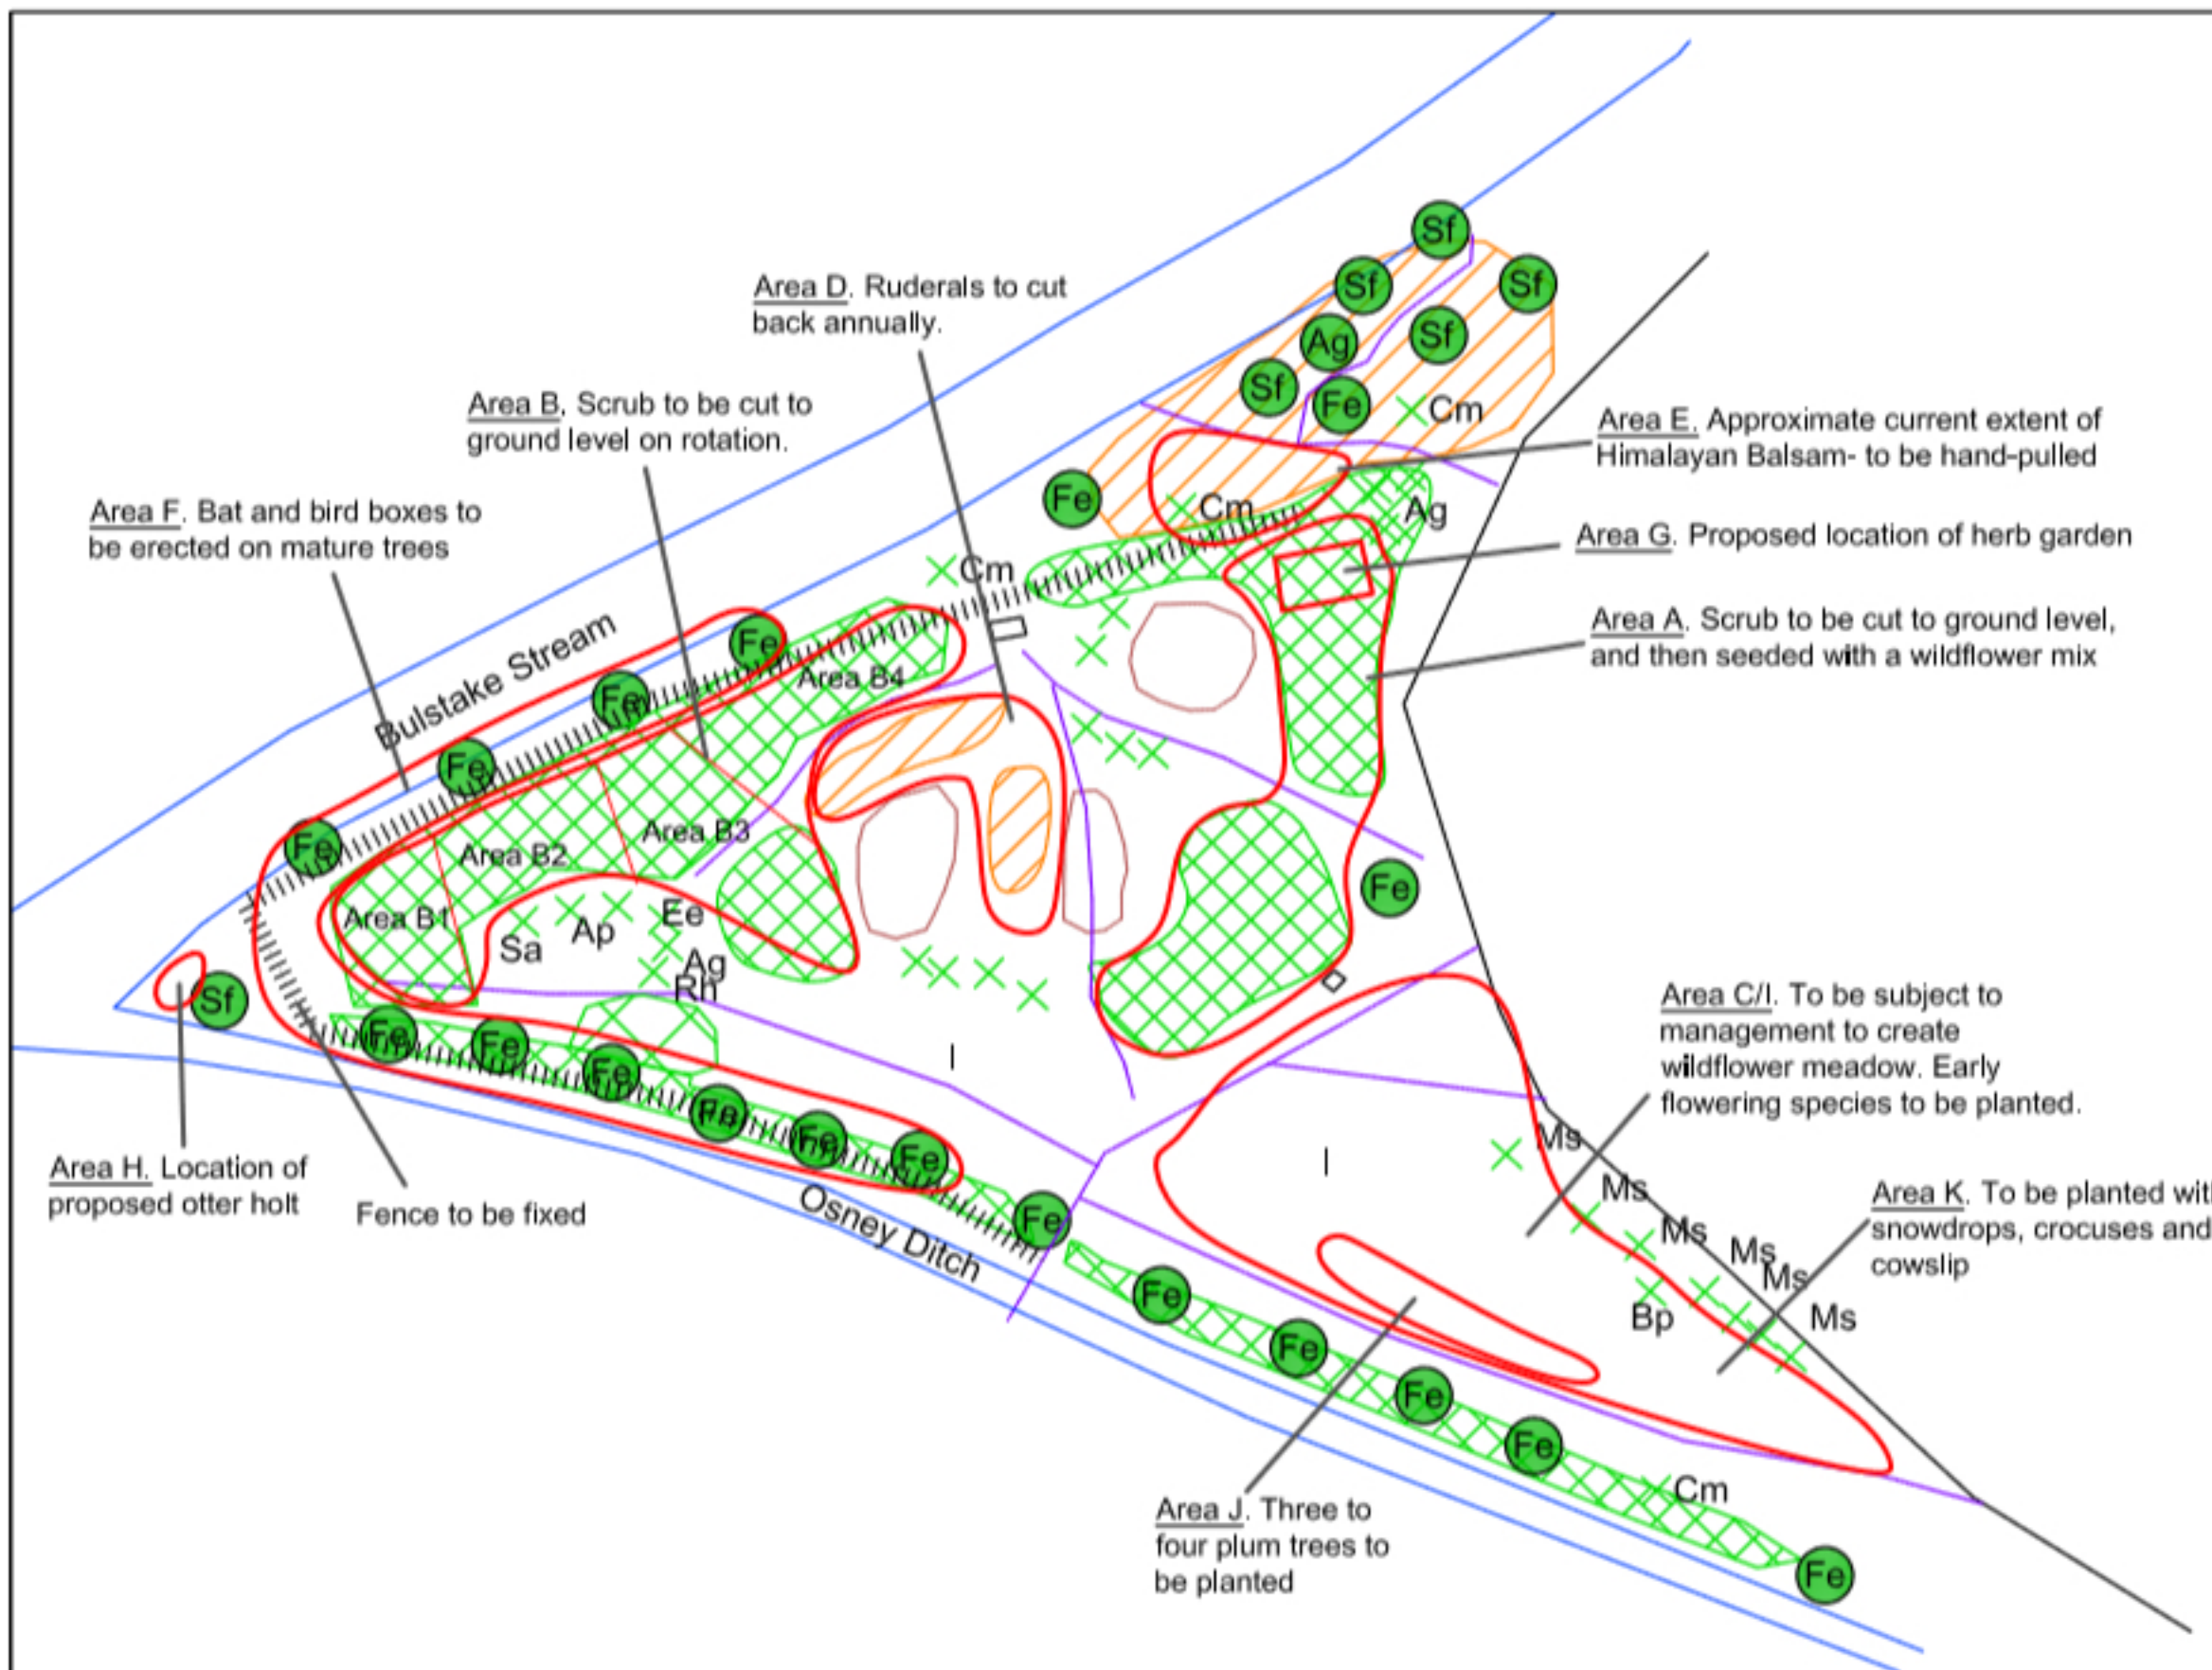 Sf
Sf
Sf
Area D. Ruderals to cut
back annually.
Ag
Sf
Sf
Fe
Cm
Area B. Scrub to be cut to
ground level on rotation.
Area E. Approximate current extent of
Himalayan Balsam- to be hand-pulled
Fe
Cm
Ag
Area F. Bat and bird boxes to
be erected on mature trees
Area G. Proposed location of herb garden
Cm
Area A. Scrub to be cut to ground level,
and then seeded with a wildflower mix
Bulstake Stream
Fe
Fe
Fe
Fe
Area B4
Area B3
Area B2
Area B1
Fe
Sa
Ap
Ee
Ag
Rh
Sf
Fe
Fe
Fe
Fe
Fe
Fe
Fe
I
Area C/I. To be subject to
management to create
wildflower meadow. Early
flowering species to be planted.
Area H. Location of
proposed otter holt
Fence to be fixed
Osney Ditch
I
Ms
Ms
Ms
Ms
Ms
Ms
Bp
Area K. To be planted wit
snowdrops, crocuses and
cowslip
Fe
Fe
Fe
Fe
Cm
Fe
Area J. Three to
four plum trees to
be planted